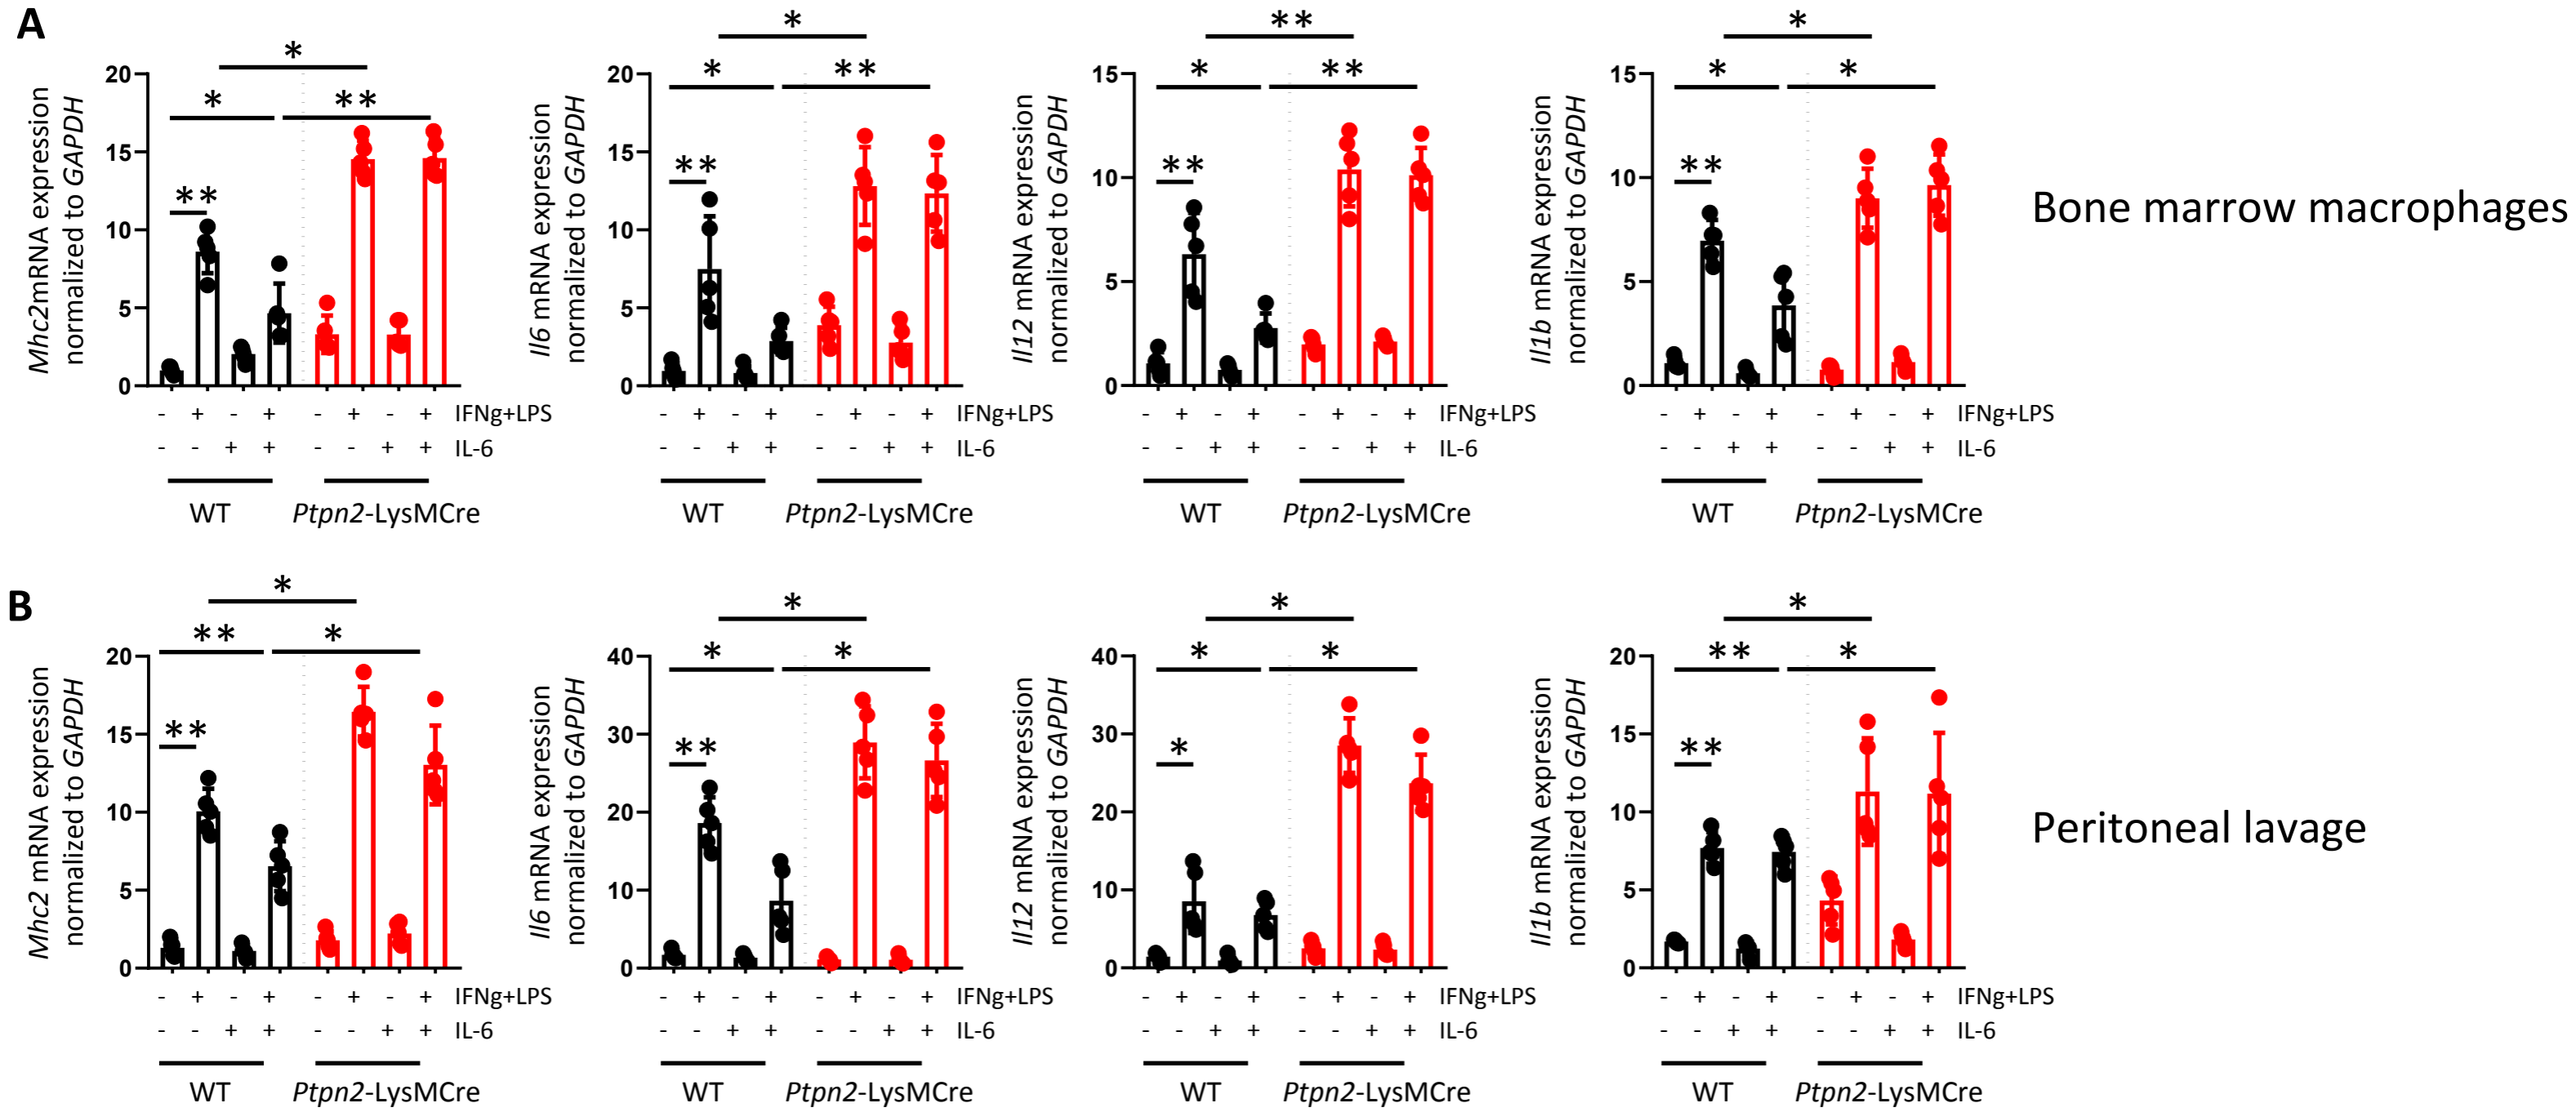 A
*
* **
**
Mhc2mRNA expression
normalized to GAPDH
20
15
10
5
0
- + - + - + - + IFNg+LPS
- - + + - - + + IL-6
WT Ptpn2-LysMCre
*
* **
**
Il6 mRNA expression
normalized to GAPDH
20
15
10
5
0
- + - + - + - + IFNg+LPS
- - + + - - + + IL-6
WT Ptpn2-LysMCre
**
* **
**
Il12 mRNA expression
normalized to GAPDH
15
10
5
0
- + - + - + - + IFNg+LPS
- - + + - - + + IL-6
WT Ptpn2-LysMCre
*
* *
**
Il1b mRNA expression
normalized to GAPDH
15
10
5
0
- + - + - + - + IFNg+LPS
- - + + - - + + IL-6
WT Ptpn2-LysMCre
Bone marrow macrophages
B
*
** *
**
Mhc2 mRNA expression
normalized to GAPDH
20
15
10
5
0
- + - + - + - + IFNg+LPS
- - + + - - + + IL-6
WT Ptpn2-LysMCre
*
* *
**
Il6 mRNA expression
normalized to GAPDH
40
30
20
10
0
- + - + - + - + IFNg+LPS
- - + + - - + + IL-6
WT Ptpn2-LysMCre
*
* *
*
Il12 mRNA expression
normalized to GAPDH
40
30
20
10
0
- + - + - + - + IFNg+LPS
- - + + - - + + IL-6
WT Ptpn2-LysMCre
*
** *
**
Il1b mRNA expression
normalized to GAPDH
20
15
10
5
0
- + - + - + - + IFNg+LPS
- - + + - - + + IL-6
WT Ptpn2-LysMCre
Peritoneal lavage